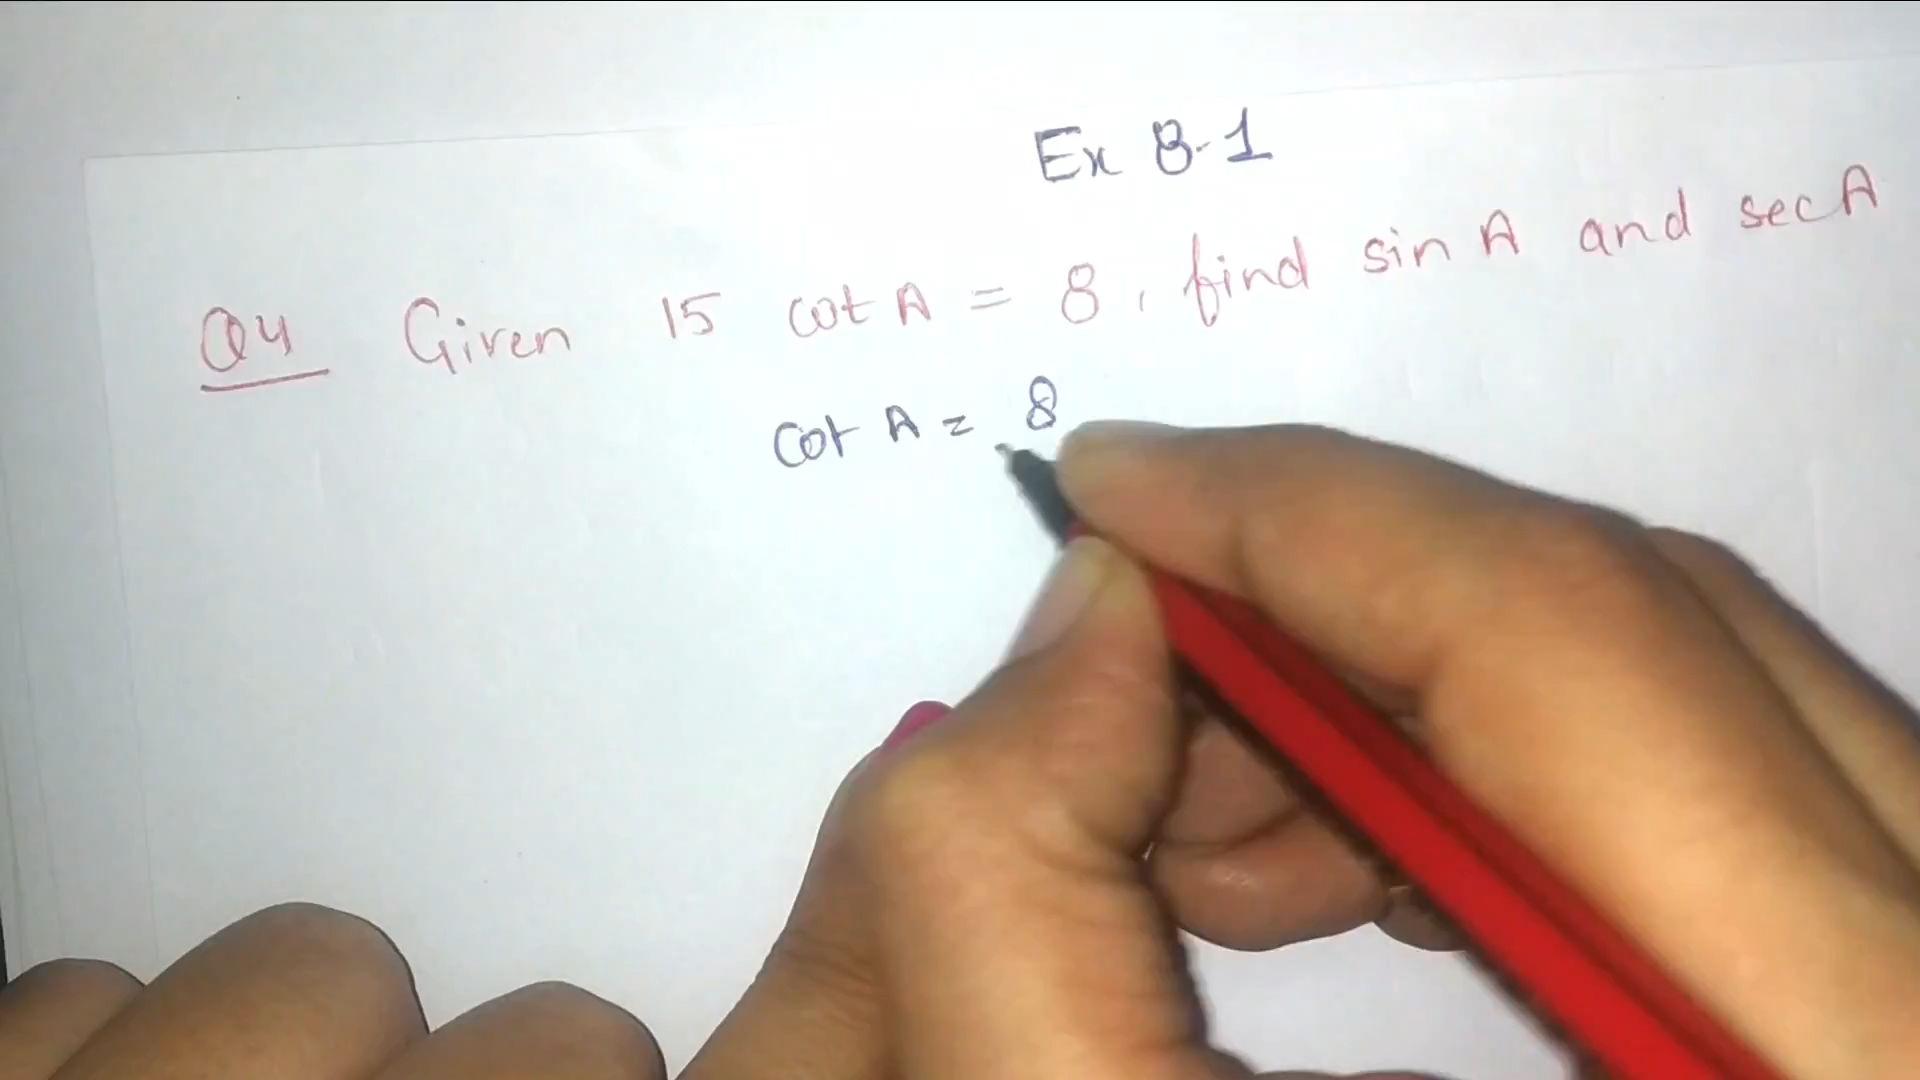 Ex 8.1
Q4 Given 15 cot A = 8, find sin A and sec A
cot A = 8